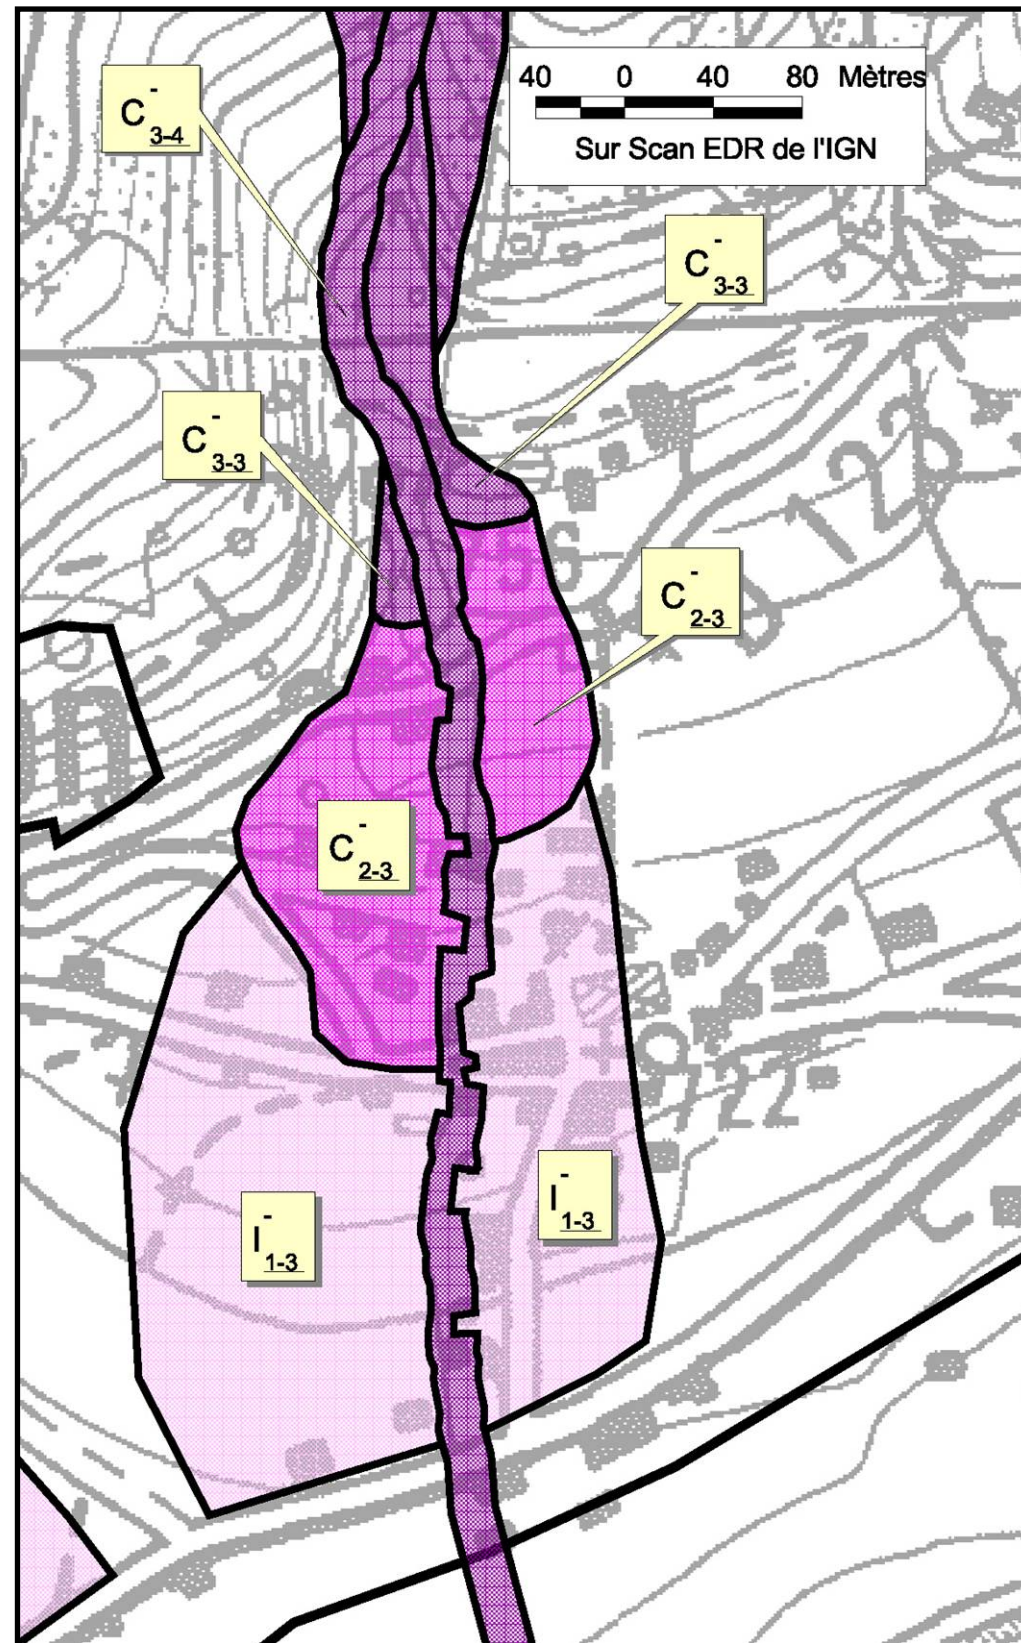 40 0 40 80 Mètres
Sur Scan EDR de l'IGN
C-
3-4
C-
3-3
C-
3-3
C-
2-3
C-
2-3
I-
1-3
I-
1-3